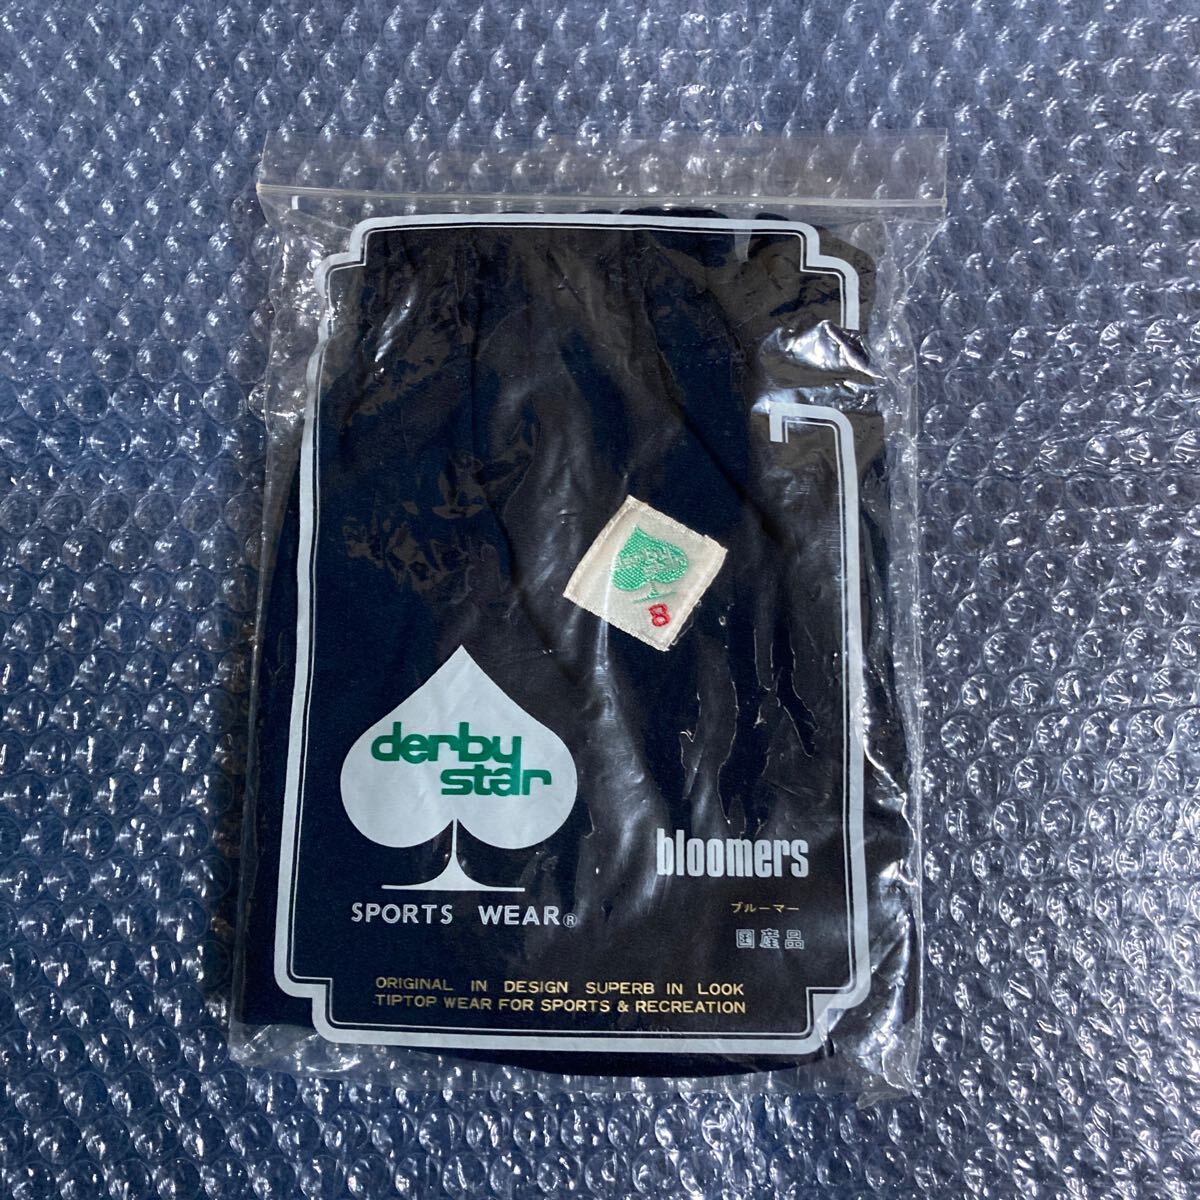 8
derby
star
SPORTS WEAR®
bloomers
ブルーマー
国産品
ORIGINAL IN DESIGN SUPERB IN LOOK
TIPTOP WEAR FOR SPORTS & RECREATION